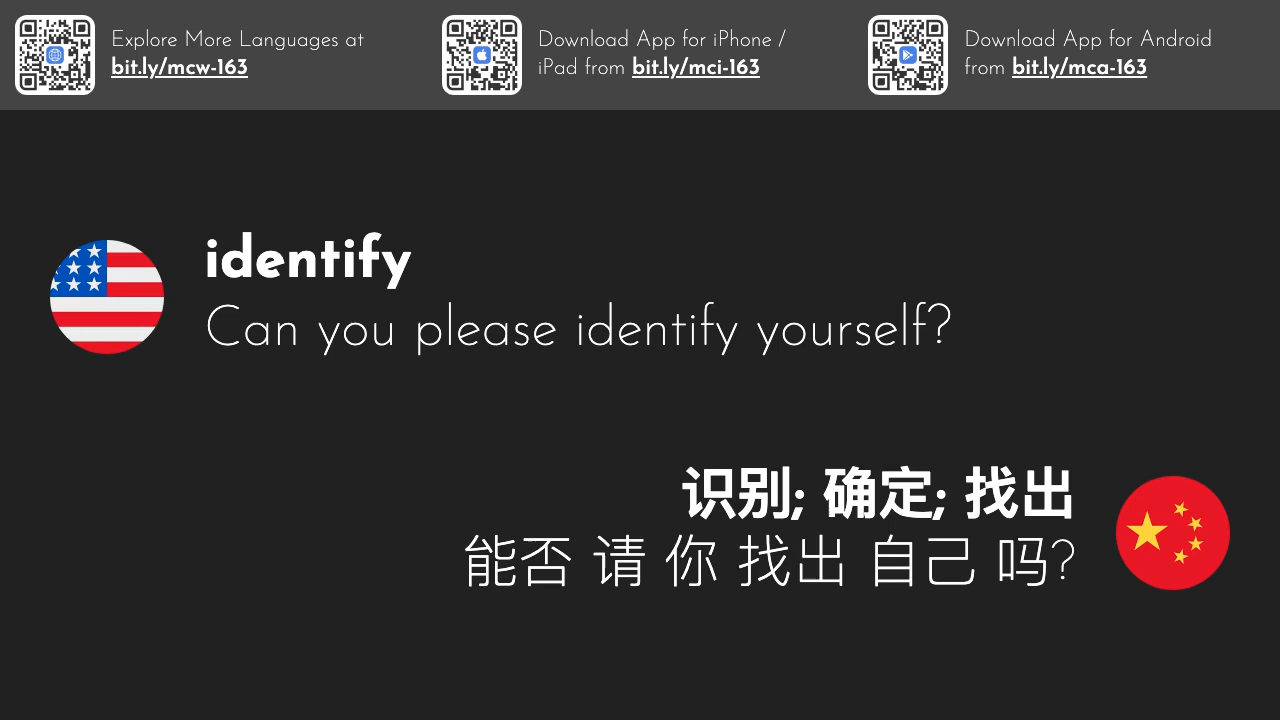 Explore More Languages at
bit.ly/mcw-163
Download App for iPhone /
iPad from bit.ly/mci-163
Download App for Android
from bit.ly/mca-163
identify
Can you please identify yourself?
识别; 确定; 找出
能否 请 你 找出 自己 吗?